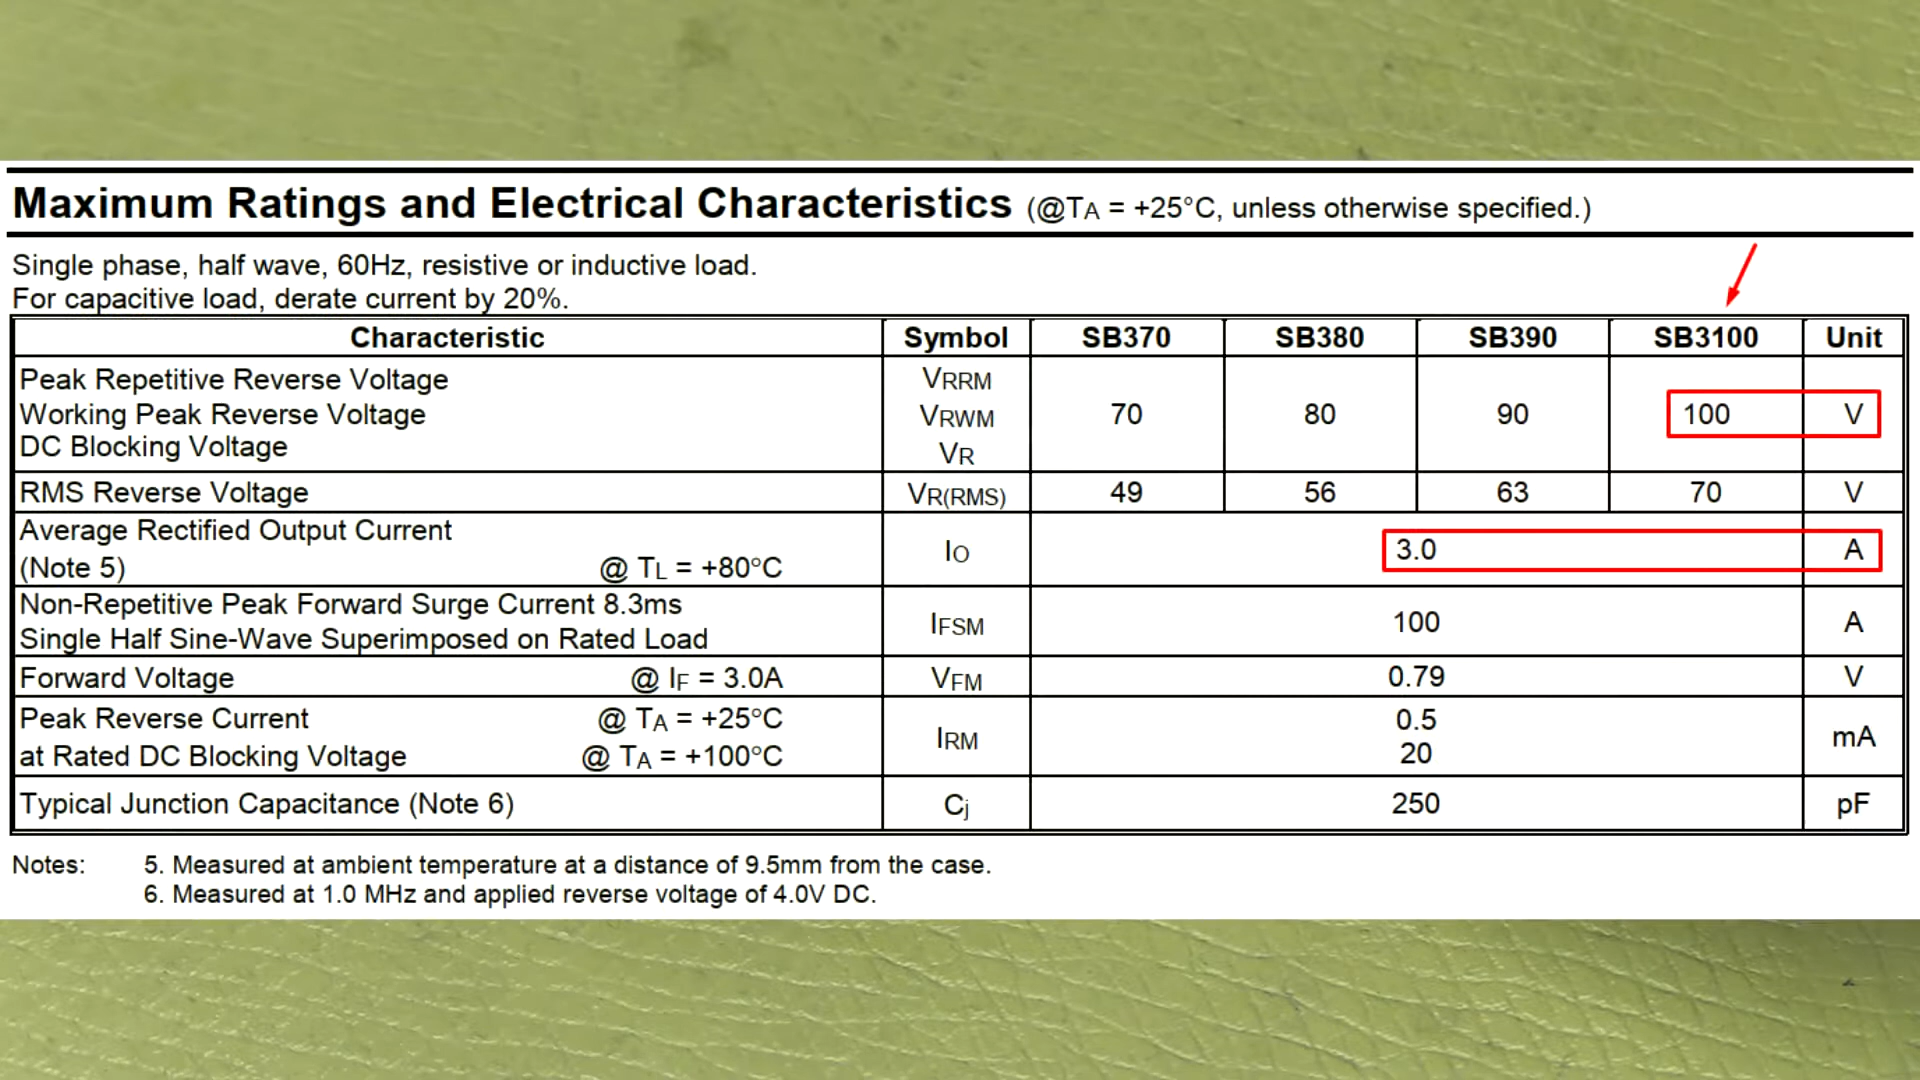 Maximum Ratings and Electrical Characteristics (@TA = +25°C, unless otherwise specified.)
Single phase, half wave, 60Hz, resistive or inductive load.
For capacitive load, derate current by 20%.
Characteristic Symbol SB370 SB380 SB390 SB3100 Unit
Peak Repetitive Reverse Voltage VRRM
Working Peak Reverse Voltage VRWM 70 80 90 100 V
DC Blocking Voltage VR
RMS Reverse Voltage VR(RMS) 49 56 63 70 V
Average Rectified Output Current
(Note 5) @ TL = +80°C IO 3.0 A
Non-Repetitive Peak Forward Surge Current 8.3ms
Single Half Sine-Wave Superimposed on Rated Load IFSM 100 A
Forward Voltage @ IF = 3.0A VFM 0.79 V
Peak Reverse Current @ TA = +25°C 0.5
at Rated DC Blocking Voltage @ TA = +100°C IRM 20 mA
Typical Junction Capacitance (Note 6) Cj 250 pF
Notes: 5. Measured at ambient temperature at a distance of 9.5mm from the case.
6. Measured at 1.0 MHz and applied reverse voltage of 4.0V DC.